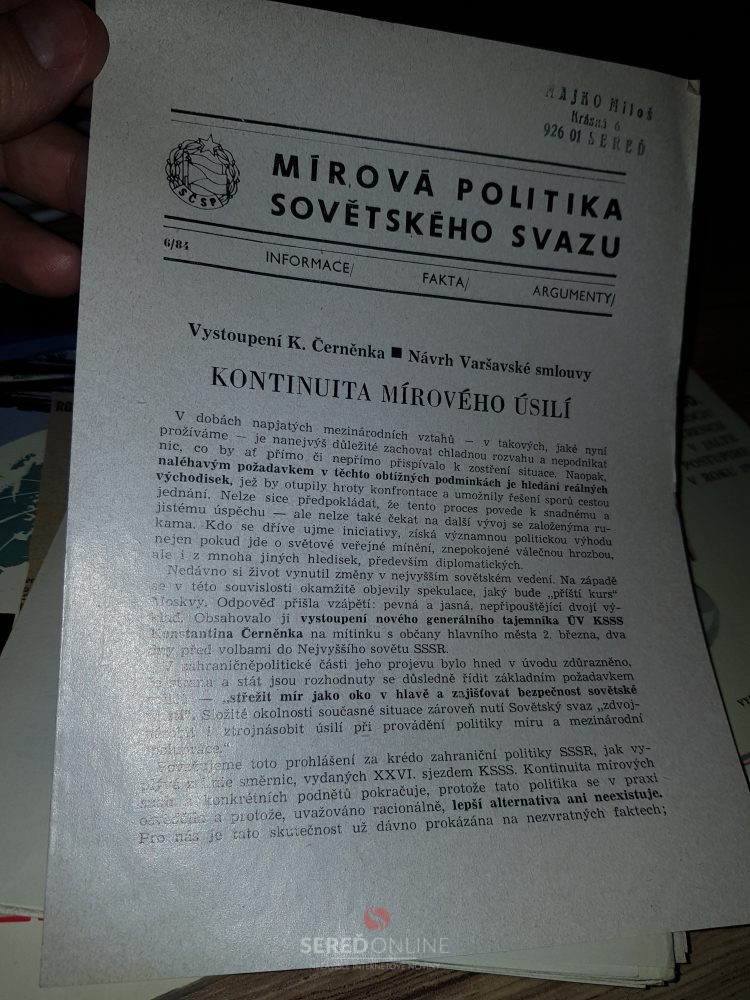 MAJKO Miloš
Krásna 6
926 01 SEREĎ
SČSP
MÍROVÁ POLITIKA
SOVĚTSKÉHO SVAZU
6/84
INFORMACE/
FAKTA/
ARGUMENTY/
Vystoupení K. Černěnka ■ Návrh Varšavské smlouvy
KONTINUITA MÍROVÉHO ÚSILÍ
V dobách napjatých mezinárodních vztahů — v takových, jaké nyní
prožíváme — je nanejvýš důležité zachovat chladnou rozvahu a nepodnikat
nic, co by ať přímo či nepřímo přispívalo k zostření situace. Naopak,
naléhavým požadavkem v těchto obtížných podmínkách je hledání reálných
východisek, jež by otupily hroty konfrontace a umožnily řešení sporů cestou
jednání. Nelze sice předpokládat, že tento proces povede k snadnému a
jistému úspěchu — ale nelze také čekat na další vývoj se založenýma ru-
kama. Kdo se dříve ujme iniciativy, získá významnou politickou výhodu
nejen pokud jde o světové veřejné mínění, znepokojené válečnou hrozbou,
ale i z mnoha jiných hledisek, především diplomatických.
Nedávno si život vynutil změny v nejvyšším sovětském vedení. Na západě
se v této souvislosti okamžitě objevily spekulace, jaký bude „příští kurs"
Moskvy. Odpověď přišla vzápětí: pevná a jasná, nepřipouštějící dvojí vý-
klad. Obsahovalo ji vystoupení nového generálního tajemníka ÚV KSSS
Konstantina Černěnka na mítinku s občany hlavního města 2. března, dva
dny před volbami do Nejvyššího sovětu SSSR.
V zahraničněpolitické části jeho projevu bylo hned v úvodu zdůrazněno,
že strana a stát jsou rozhodnuty se důsledně řídit základním požadavkem
— „střežit mír jako oko v hlavě a zajišťovat bezpečnost sovětské
Složité okolnosti současné situace zároveň nutí Sovětský svaz „zdvoj-
i ztrojnásobit úsilí při provádění politiky míru a mezinárodní
spolupráce."
Považujeme toto prohlášení za krédo zahraniční politiky SSSR, jak vy-
směrnic, vydaných XXVI. sjezdem KSSS. Kontinuita mírových
konkrétních podnětů pokračuje, protože tato politika se v praxi
osvědčila a protože, uvažováno racionálně, lepší alternativa ani neexistuje.
Pro nás je tato skutečnost už dávno prokázána na nezvratných faktech;
SEREĎONLINE
INTERNETOVÉ NOVINY